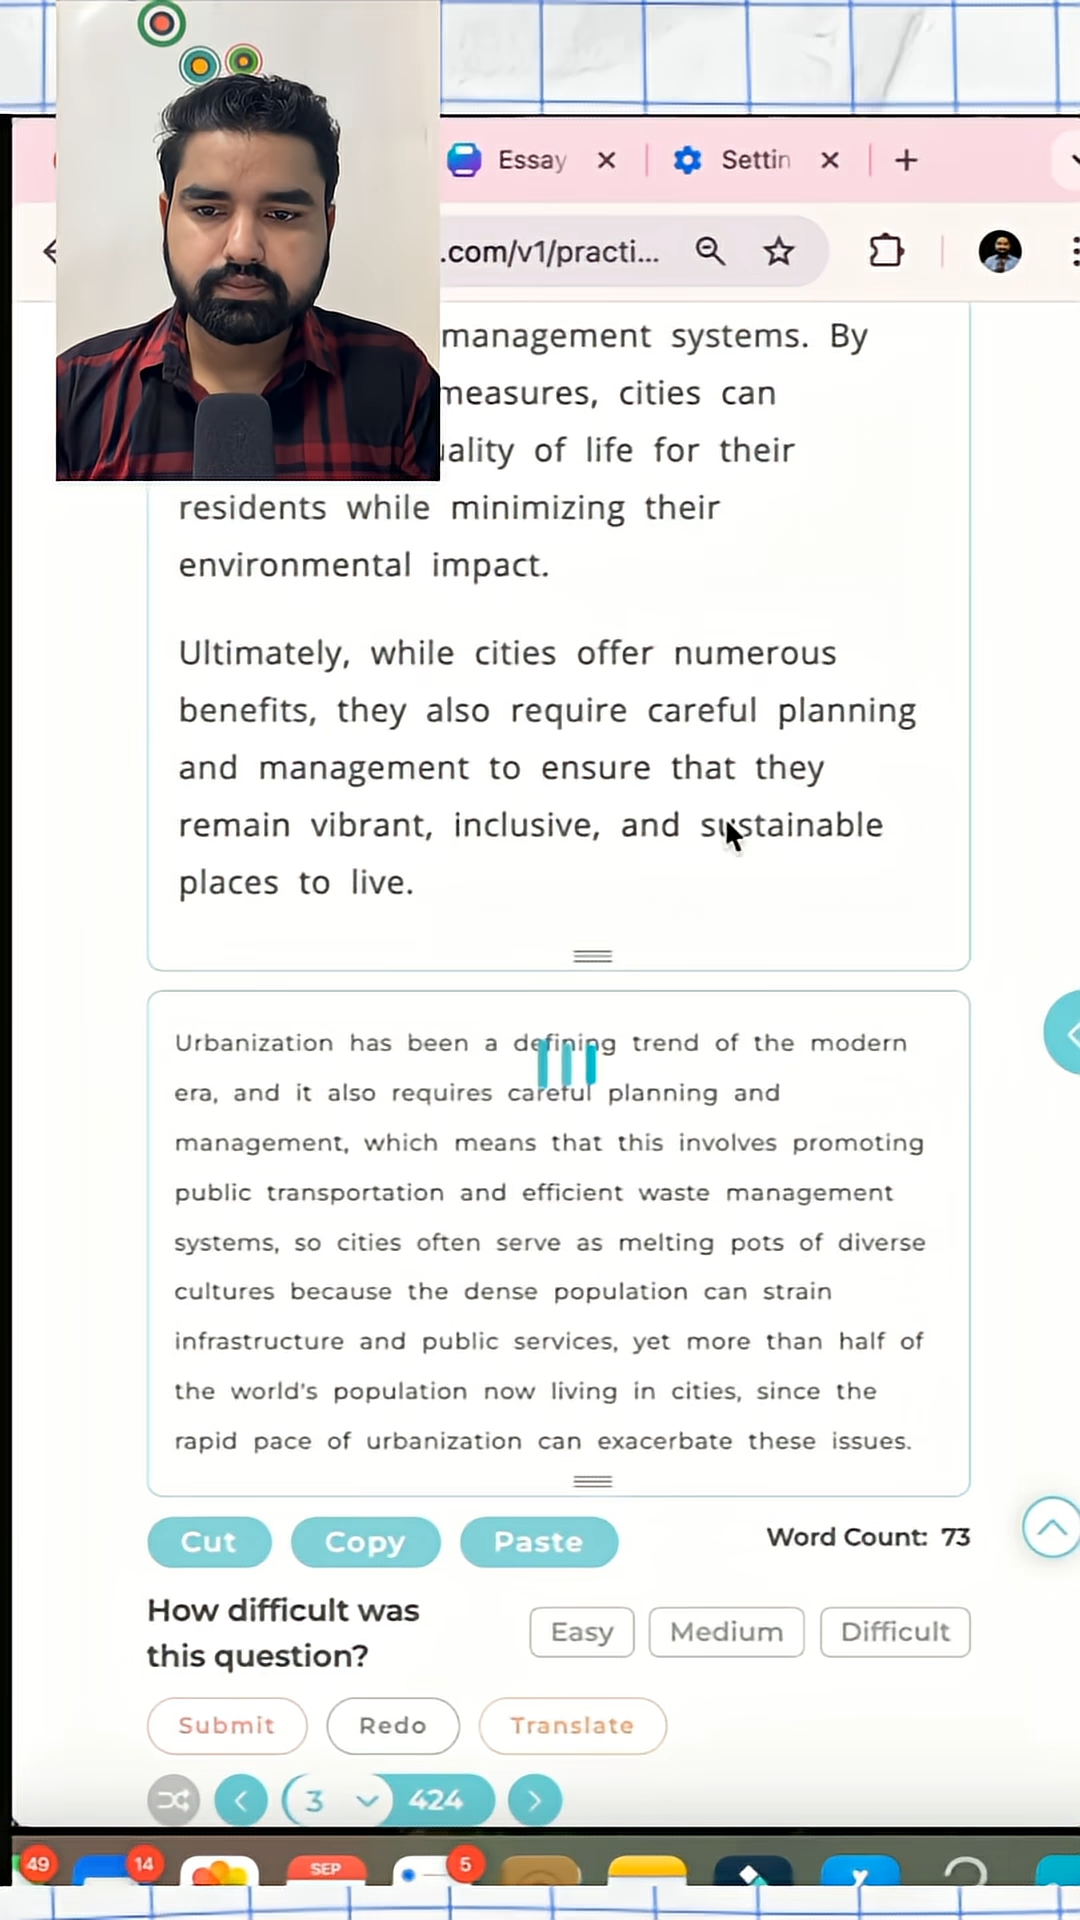 Essay
Settin
.com/v1/practi...
management systems. By
measures, cities can
ality of life for their
residents while minimizing their
environmental impact.
Ultimately, while cities offer numerous
benefits, they also require careful planning
and management to ensure that they
remain vibrant, inclusive, and sustainable
places to live.
Urbanization has been a defining trend of the modern
era, and it also requires careful planning and
management, which means that this involves promoting
public transportation and efficient waste management
systems, so cities often serve as melting pots of diverse
cultures because the dense population can strain
infrastructure and public services, yet more than half of
the world's population now living in cities, since the
rapid pace of urbanization can exacerbate these issues.
Cut Copy Paste Word Count: 73
How difficult was
this question?
Easy Medium Difficult
Submit Redo Translate
3 424
49 14 SEP 5